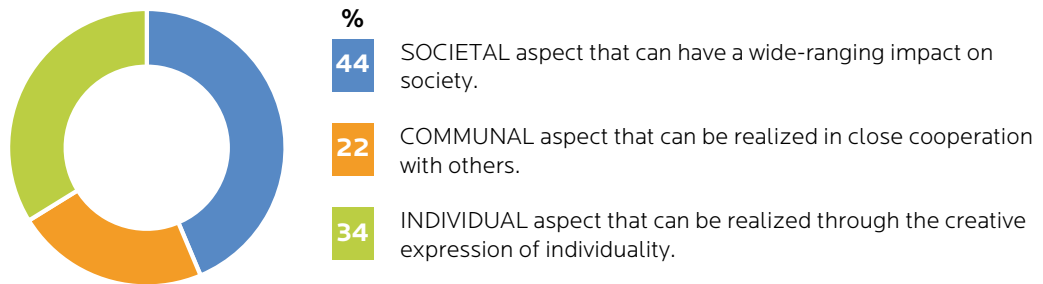 %
44
SOCIETAL aspect that can have a wide-ranging impact on
society.
22
COMMUNAL aspect that can be realized in close cooperation
with others.
34
INDIVIDUAL aspect that can be realized through the creative
expression of individuality.